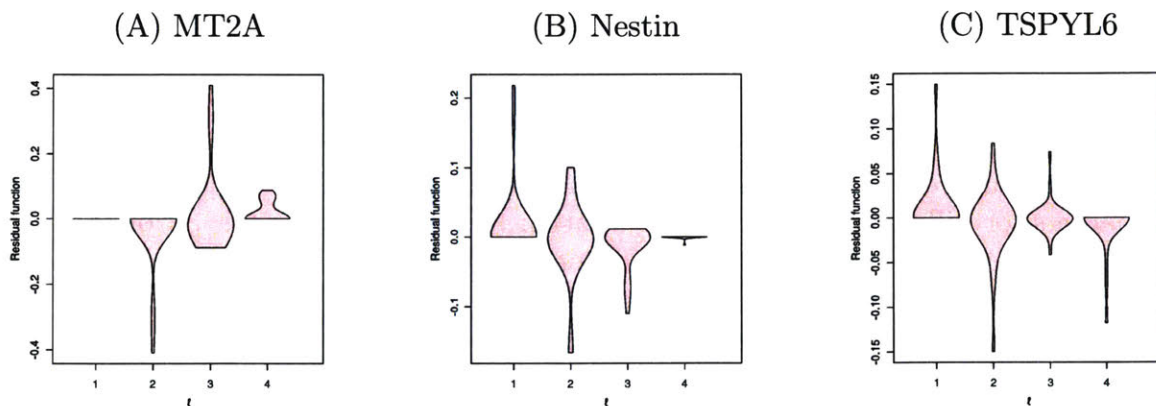 (A) MT2A
(B) Nestin
(C) TSPYL6
Residual function
0.4
0.2
0.0
-0.2
-0.4
1 2 3 4
t
Residual function
0.2
0.1
0.0
-0.1
1 2 3 4
t
Residual function
0.15
0.10
0.05
0.00
-0.05
-0.10
-0.15
1 2 3 4
t